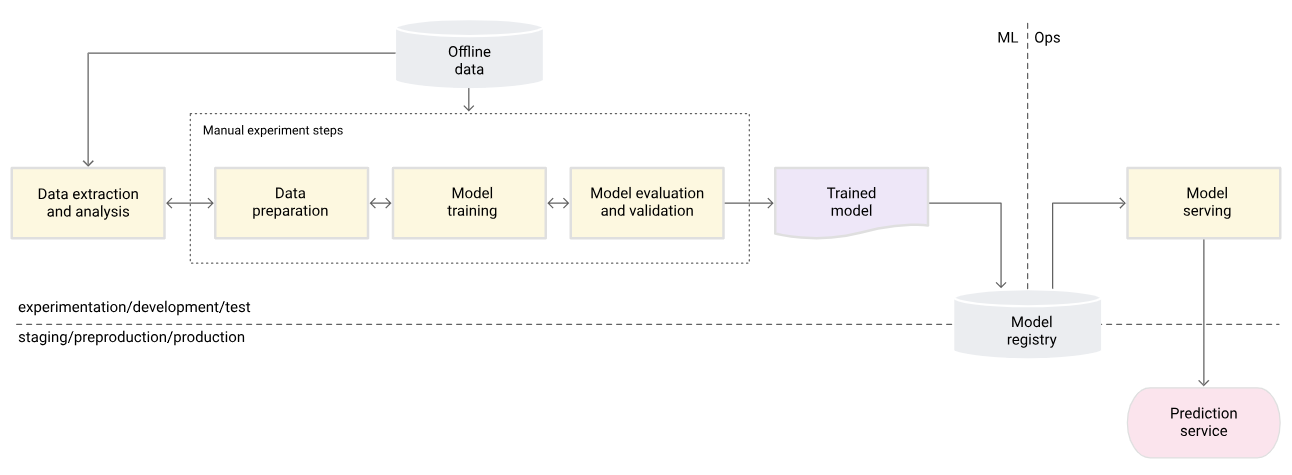 Offline
data
ML
Ops
Manual experiment steps
Data extraction
and analysis
Data
preparation
Model
training
Model evaluation
and validation
Trained
model
Model
serving
experimentation/development/test
staging/preproduction/production
Model
registry
Prediction
service